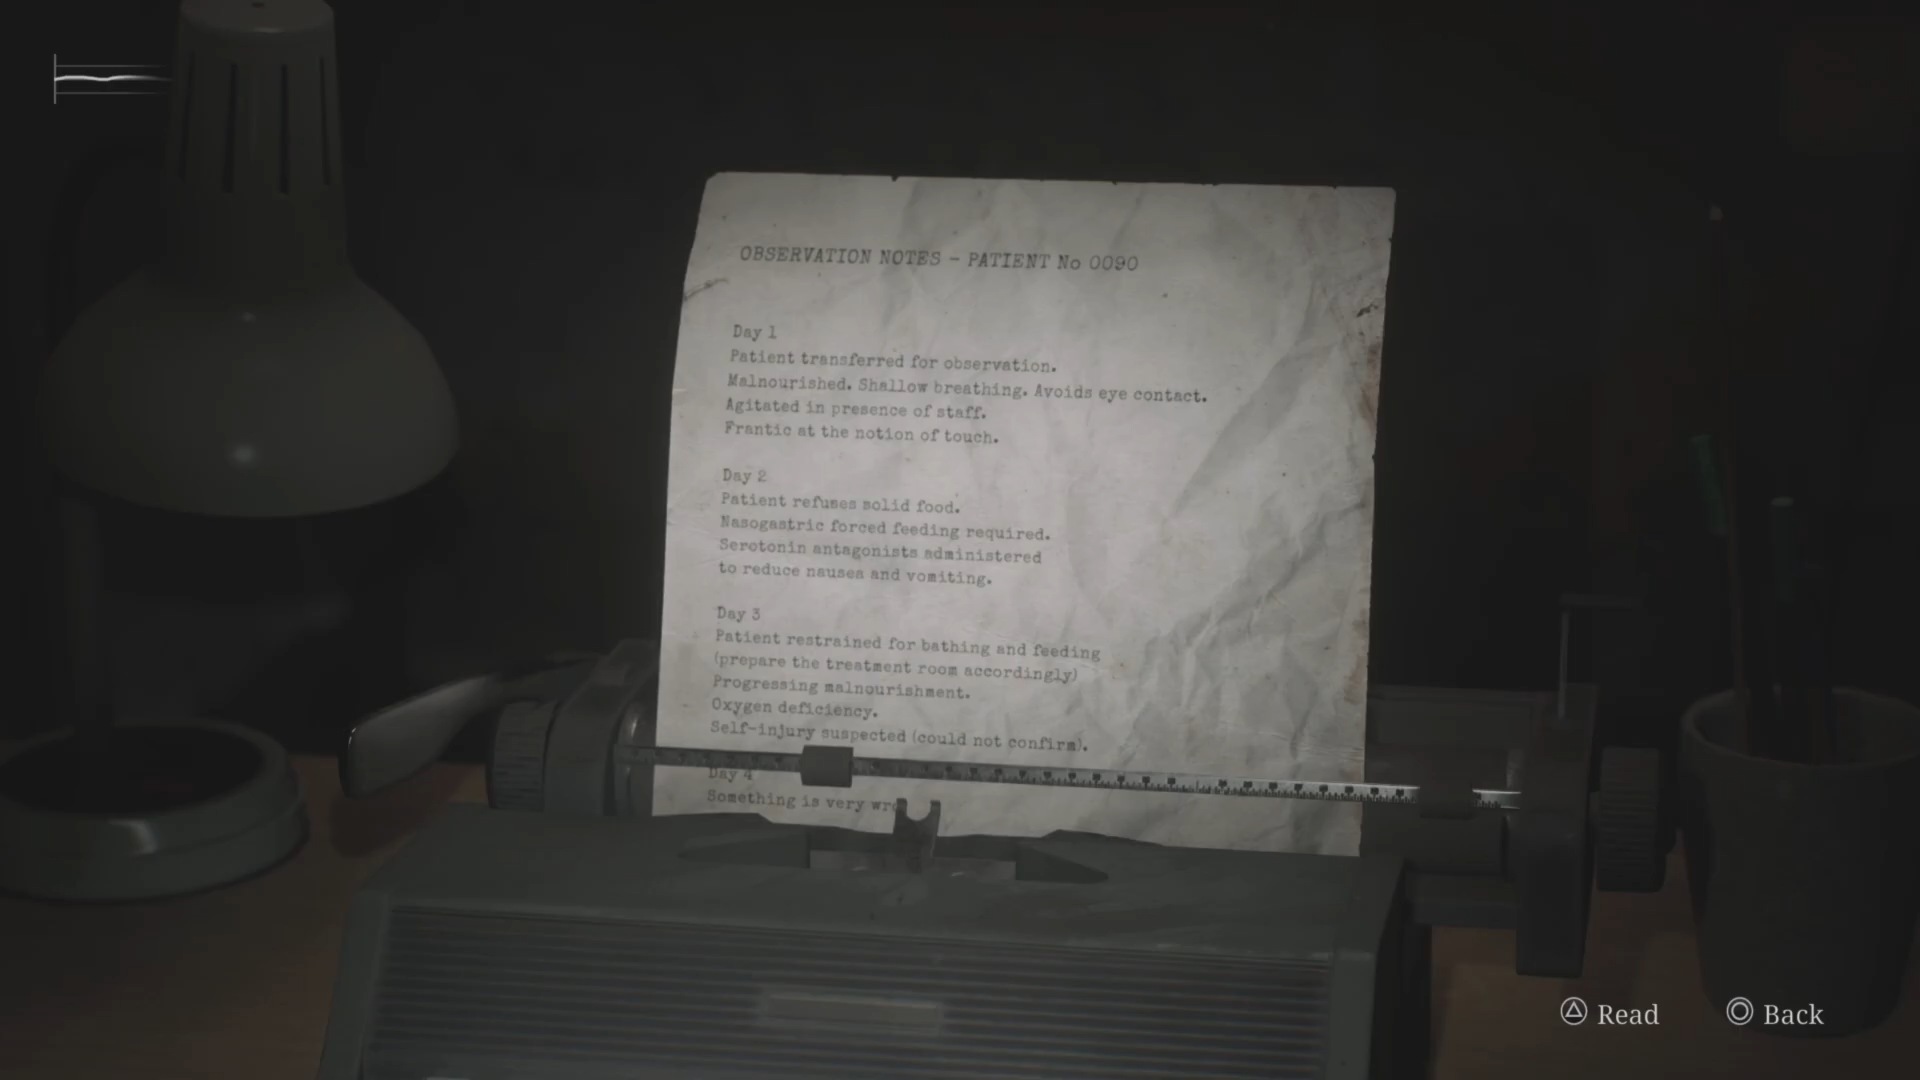 OBSERVATION NOTES - PATIENT No 0090
Day 1
Patient transferred for observation.
Malnourished. Shallow breathing. Avoids eye contact.
Agitated in presence of staff.
Frantic at the notion of touch.
Day 2
Patient refuses solid food.
Nasogastric forced feeding required.
Serotonin antagonists administered
to reduce nausea and vomiting.
Day 3
Patient restrained for bathing and feeding
(prepare the treatment room accordingly)
Progressing malnourishment.
Oxygen deficiency.
Self-injury suspected (could not confirm).
Day 4
Something is very
Read
Back